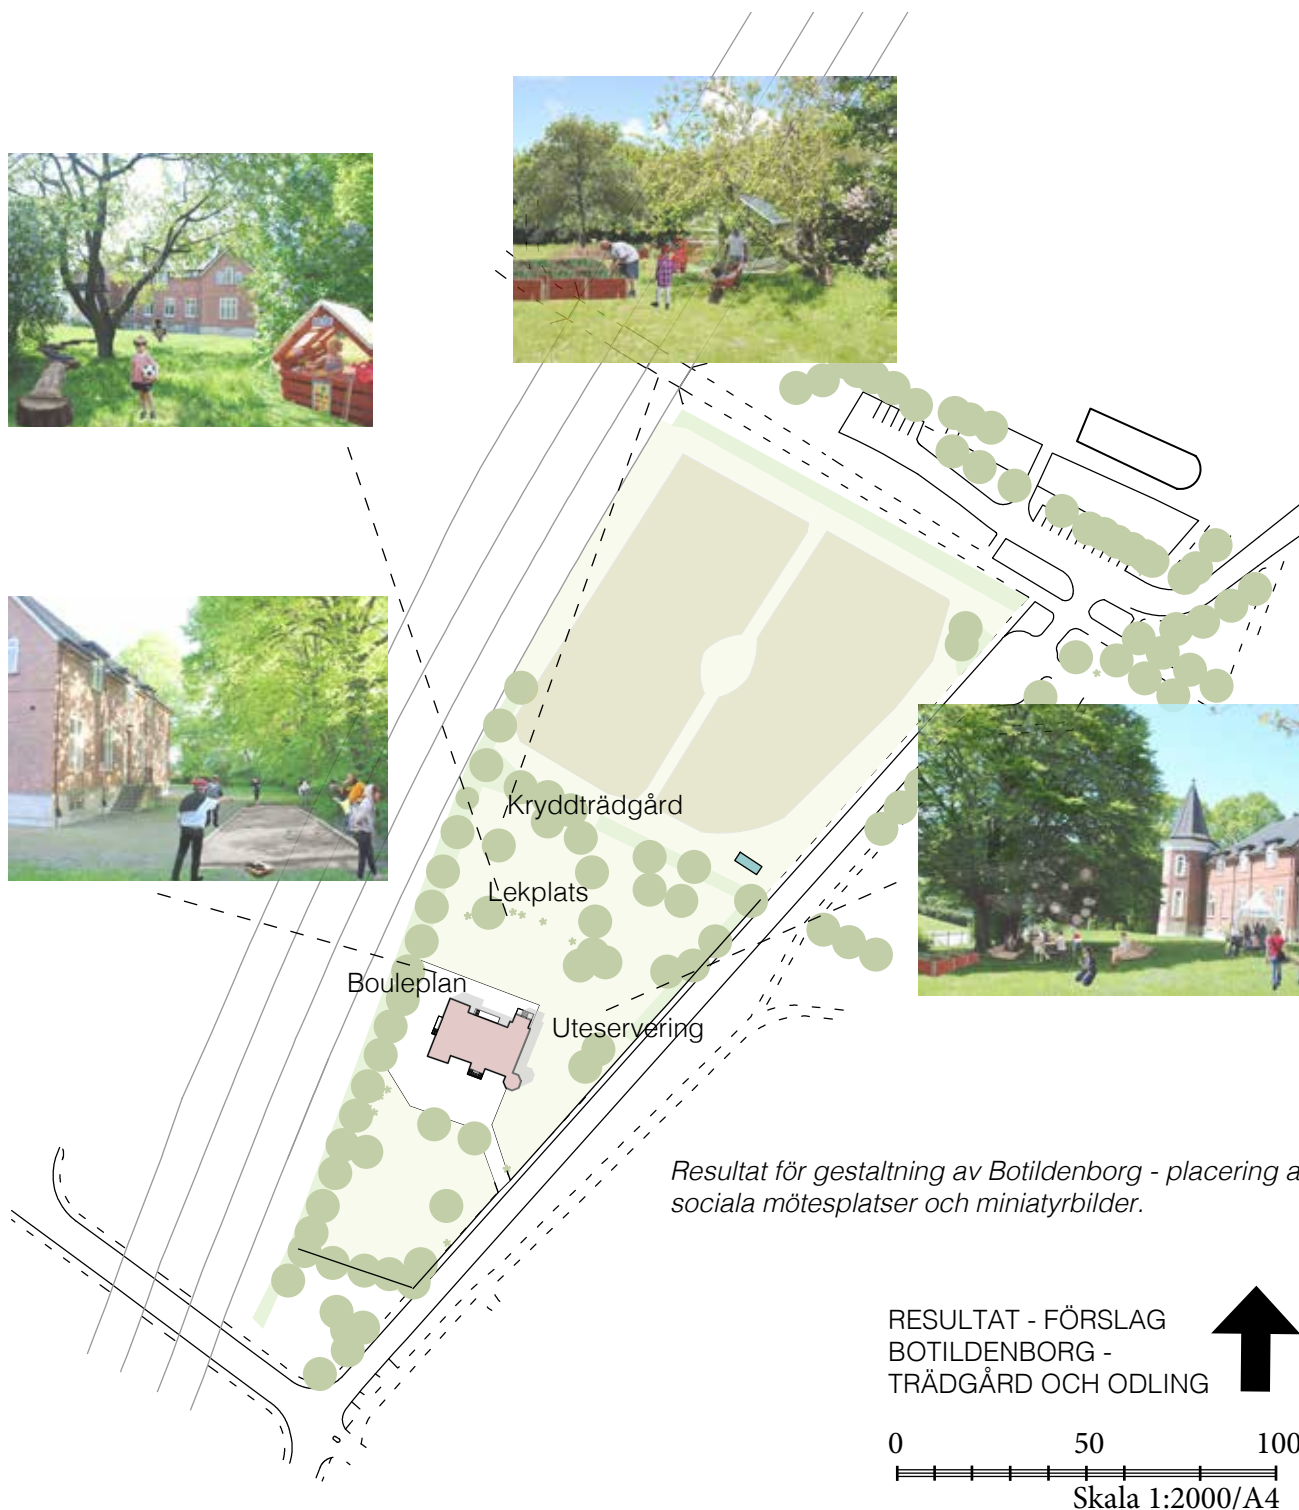 Kryddträdgård
Lekplats
Bouleplan
Uteservering
Resultat för gestaltning av Botildenborg - placering a
sociala mötesplatser och miniatyrbilder.
RESULTAT - FÖRSLAG
BOTILDENBORG -
TRÄDGÅRD OCH ODLING
0 50 100
Skala 1:2000/A4